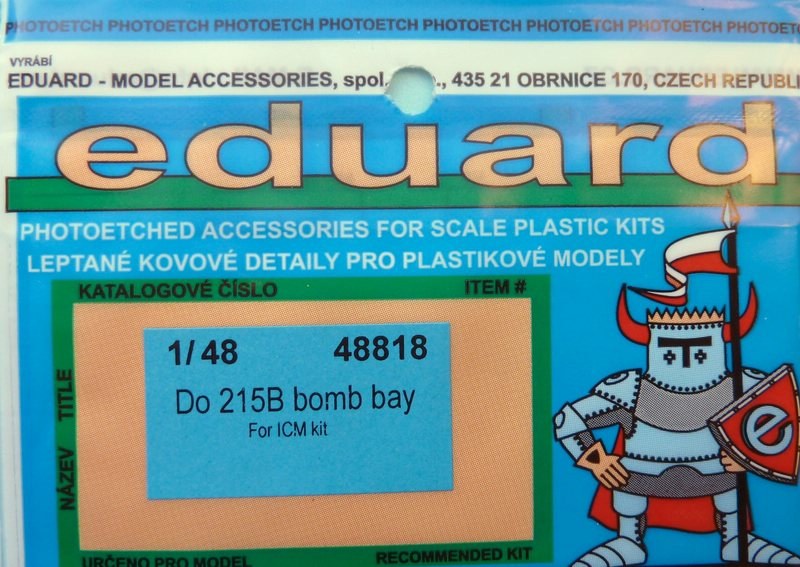 PHOTOETCH PHOTOETCH PHOTOETCH PHOTOETCH PHOTOETCH PHOTOETCH PHOTOETCH PHOTOETC
VYRÁBÍ
EDUARD - MODEL ACCESSORIES, spol. ., 435 21 OBRNICE 170, CZECH REPUBLI
eduard
PHOTOETCHED ACCESSORIES FOR SCALE PLASTIC KITS
LEPTANÉ KOVOVÉ DETAILY PRO PLASTIKOVÉ MODELY
KATALOGOVÉ ČÍSLO ITEM #
NÁZEV TITLE
1/48 48818
Do 215B bomb bay
For ICM kit
e
URČENO PRO MODEL RECOMMENDED KIT